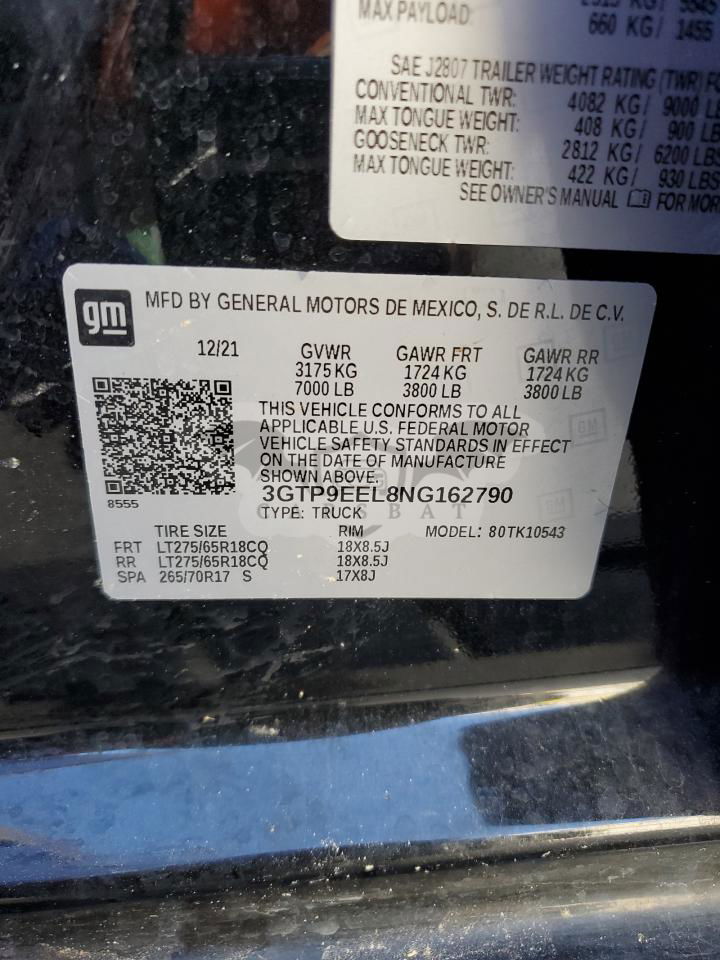 MAX PAYLOAD: 660 KG/ 1455
SAE J2807 TRAILER WEIGHT RATING (TWR)
CONVENTIONAL TWR: 4082 KG/ 9000
MAX TONGUE WEIGHT: 408 KG/ 900
GOOSENECK TWR: 2812 KG/ 6200 LBS
MAX TONGUE WEIGHT: 422 KG/ 930 LBS
SEE OWNER'S MANUAL FOR
gm
MFD BY GENERAL MOTORS DE MEXICO, S. DE R.L. DE C.V.
12/21 GVWR GAWR FRT GAWR RR
3175 KG 1724 KG 1724 KG
7000 LB 3800 LB 3800 LB
THIS VEHICLE CONFORMS TO ALL
APPLICABLE U.S. FEDERAL MOTOR
VEHICLE SAFETY STANDARDS IN EFFECT
ON THE DATE OF MANUFACTURE
SHOWN ABOVE.
3GTP9EEL8NG162790
8555
TYPE: TRUCK
TIRE SIZE RIM MODEL: 80TK10543
FRT LT275/65R18CQ 18X8.5J
RR LT275/65R18CQ 18X8.5J
SPA 265/70R17 S 17X8J
GM